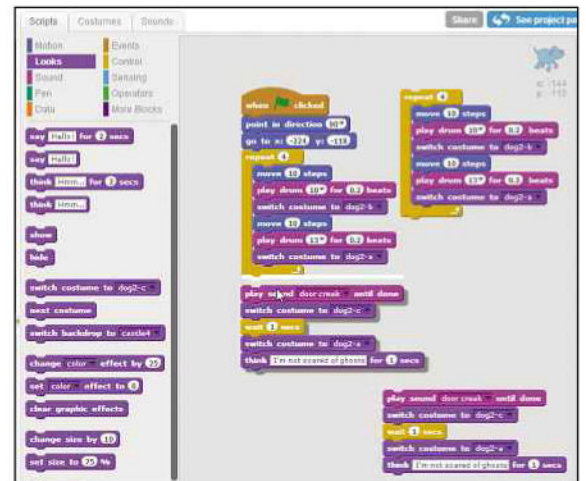 Scripts Costumes Sounds
Share See project pa
Motion Events
Looks Control
Sound Sensing
Pen Operators
Data More Blocks
say Hello! for 2 secs
say Hello!
think Hmm... for 2 secs
think Hmm...
show
hide
switch costume to dog2-c
next costume
switch backdrop to castle4
change color effect by 25
set color effect to 0
clear graphic effects
change size by 10
set size to 25 %
when clicked
point in direction 90
go to x: -224 y: -118
repeat 4
move 10 steps
play drum 10 for 0.2 beats
switch costume to dog2-b
move 10 steps
play drum 13 for 0.2 beats
switch costume to dog2-a
play sound door creak until done
switch costume to dog2-c
wait 1 secs
switch costume to dog2-a
think I'm not scared of ghosts for 1 secs
repeat 4
move 10 steps
play drum 10 for 0.2 beats
switch costume to dog2-b
move 10 steps
play drum 13 for 0.2 beats
switch costume to dog2-a
x: -144
play sound door creak until done
switch costume to dog2-c
wait 1 secs
switch costume to dog2-a
think I'm not scared of ghosts for 1 secs